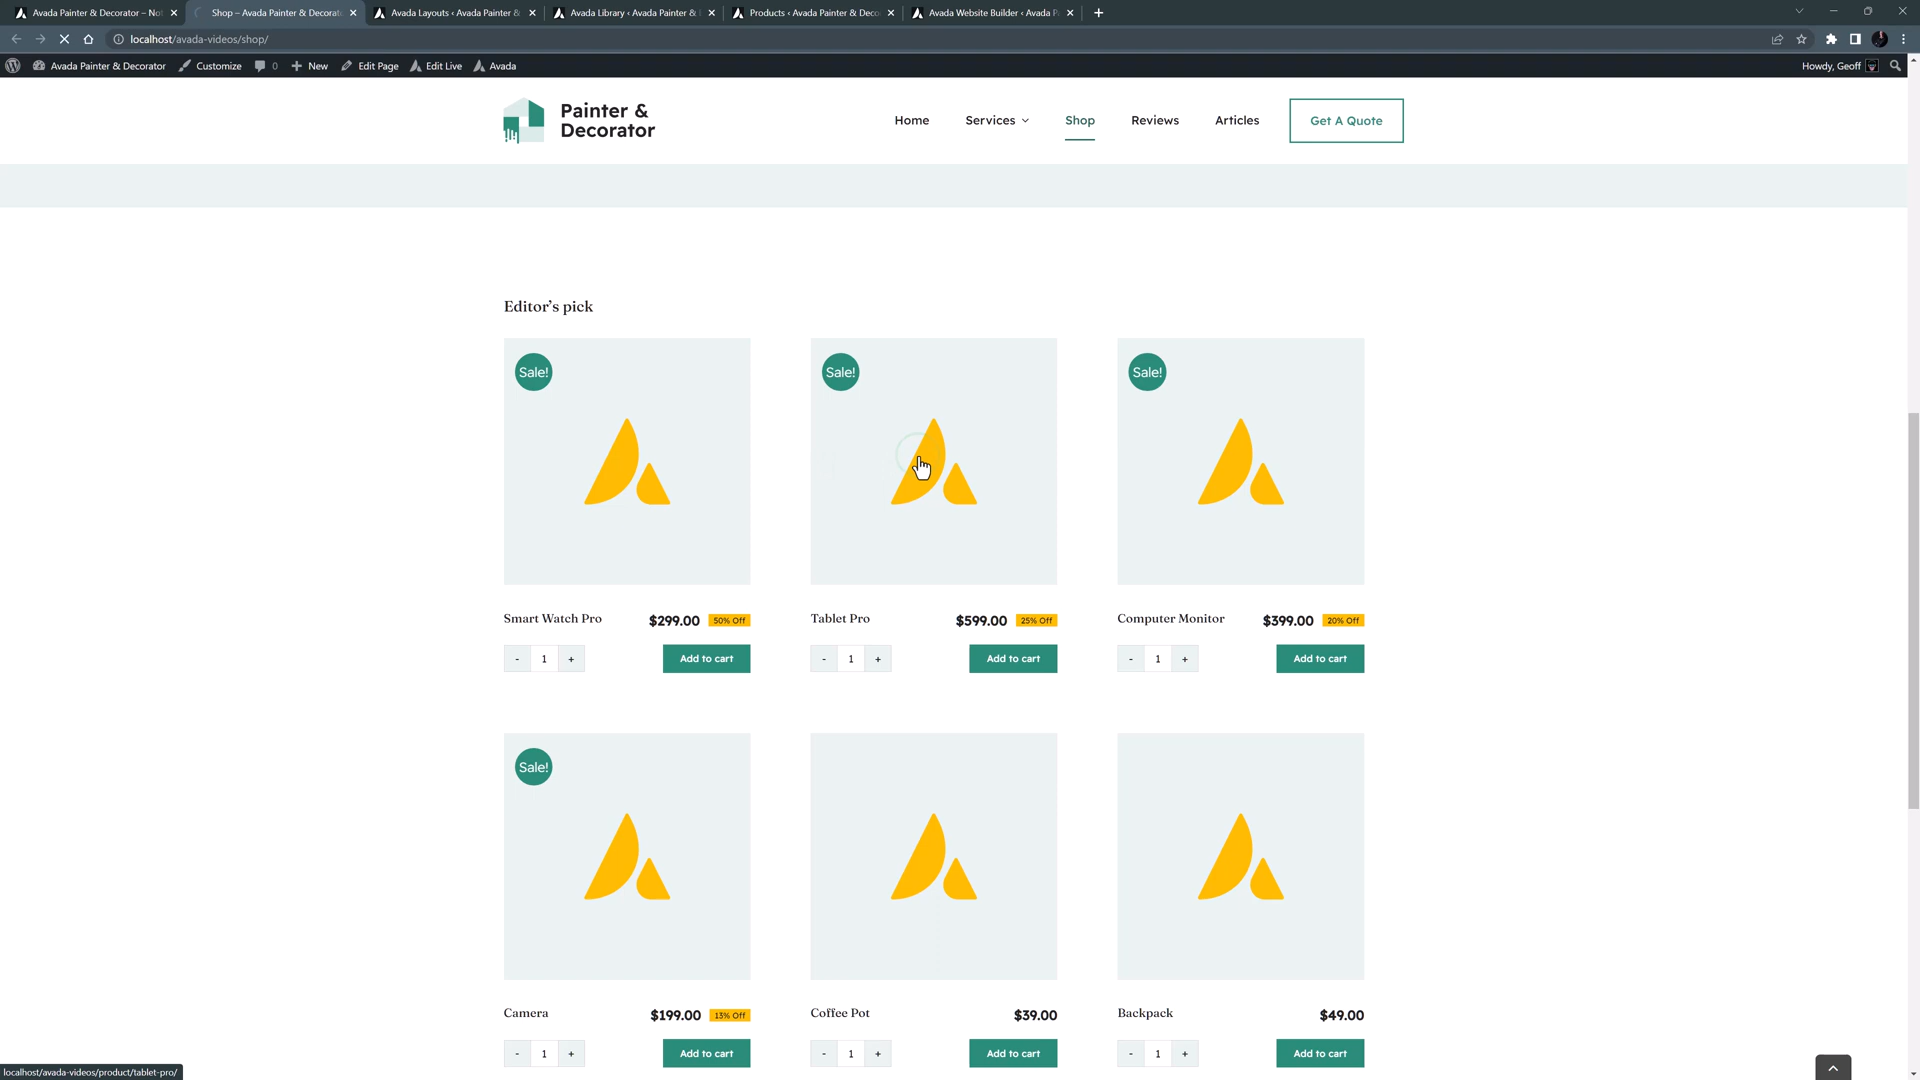 Avada Painter & Decorator – Not
Shop – Avada Painter & Decorato
Avada Layouts ‹ Avada Painter &
Avada Library ‹ Avada Painter &
Products ‹ Avada Painter & Deco
Avada Website Builder ‹ Avada P
localhost/avada-videos/shop/
Avada Painter & Decorator
Customize
0
New
Edit Page
Edit Live
Avada
Howdy, Geoff
Painter &
Decorator
Home
Services
Shop
Reviews
Articles
Get A Quote
Editor’s pick
Sale!
Sale!
Sale!
Smart Watch Pro $299.00 50% Off
Tablet Pro $599.00 25% Off
Computer Monitor $399.00 20% Off
- 1 + Add to cart
- 1 + Add to cart
- 1 + Add to cart
Sale!
Camera $199.00 13% Off
Coffee Pot $39.00
Backpack $49.00
- 1 + Add to cart
- 1 + Add to cart
- 1 + Add to cart
localhost/avada-videos/product/tablet-pro/